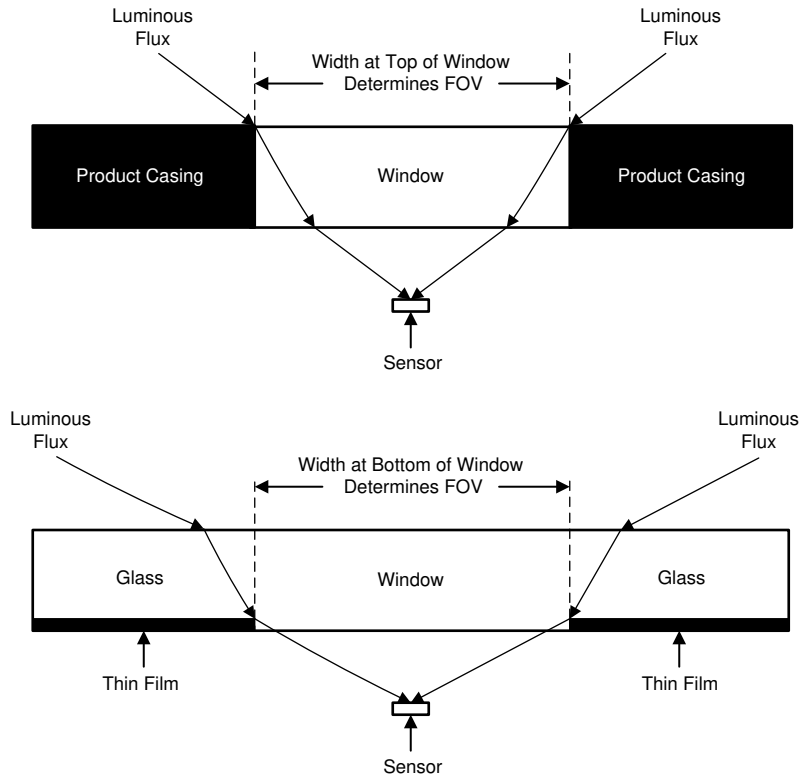 Luminous
Flux
Luminous
Flux
Width at Top of Window
Determines FOV
Product Casing
Window
Product Casing
Sensor
Luminous
Flux
Luminous
Flux
Width at Bottom of Window
Determines FOV
Glass
Window
Glass
Thin Film
Thin Film
Sensor